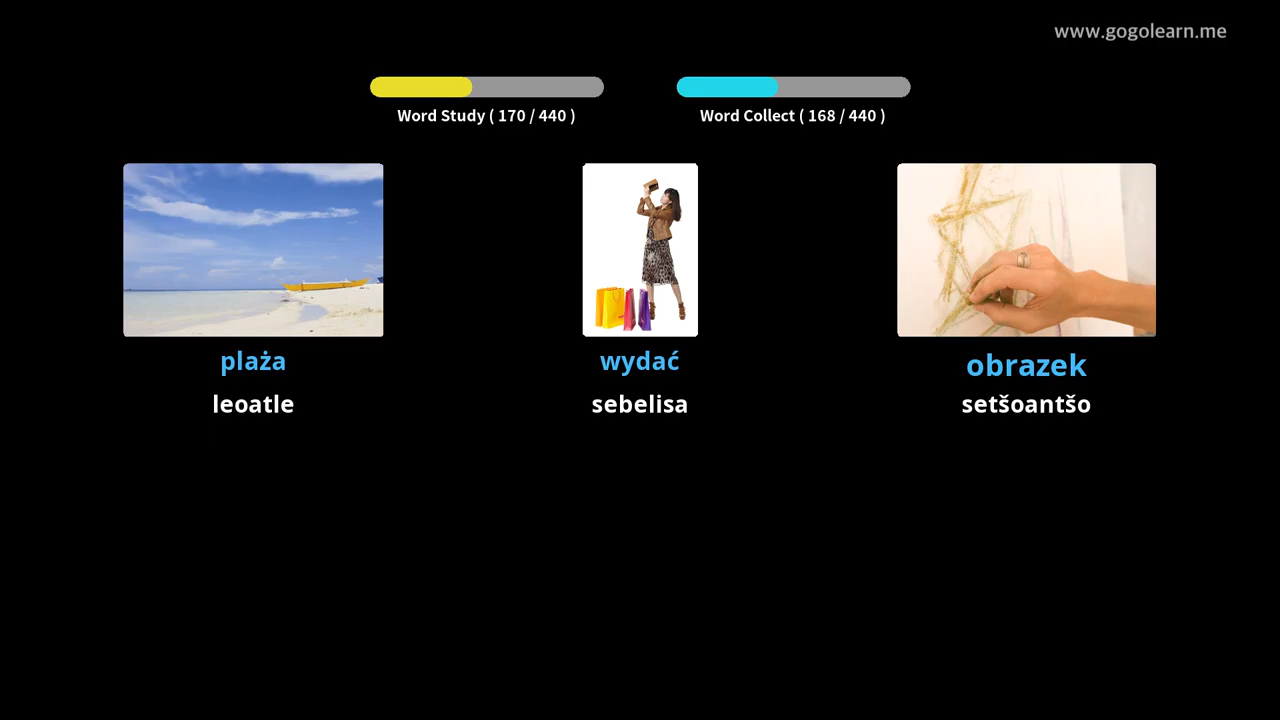 www.gogolearn.me
Word Study ( 170 / 440 )
Word Collect ( 168 / 440 )
plaża
wydać
obrazek
leoatle
sebelisa
setšoantšo